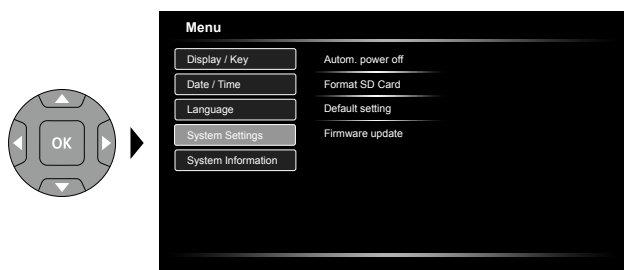 Menu
Display / Key
Autom. power off
Date / Time
Format SD Card
Language
Default setting
System Settings
Firmware update
System Information
OK